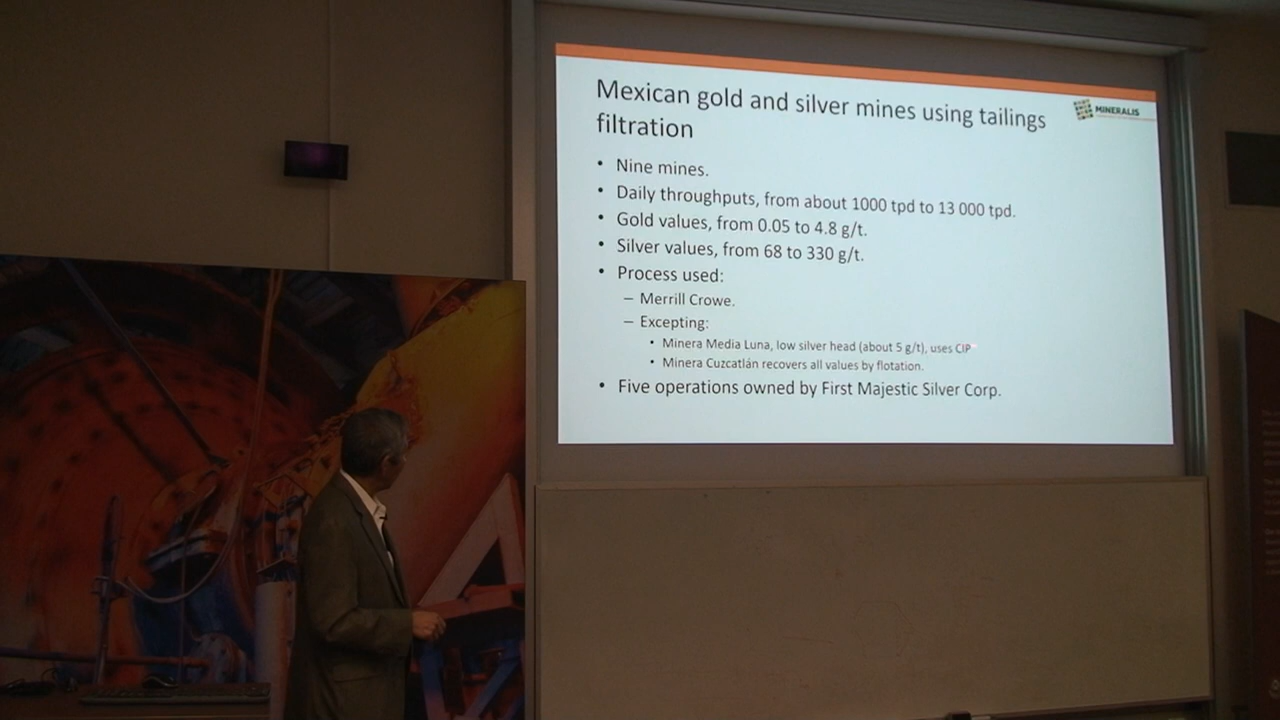 Mexican gold and silver mines using tailings
filtration
MINERALIS
• Nine mines.
• Daily throughputs, from about 1000 tpd to 13 000 tpd.
• Gold values, from 0.05 to 4.8 g/t.
• Silver values, from 68 to 330 g/t.
• Process used:
– Merrill Crowe.
– Excepting:
• Minera Media Luna, low silver head (about 5 g/t), uses CIP
• Minera Cuzcatlán recovers all values by flotation.
• Five operations owned by First Majestic Silver Corp.